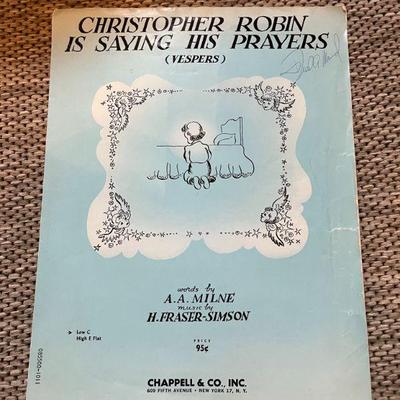 CHRISTOPHER ROBIN
IS SAYING HIS PRAYERS
(VESPERS)
words by
A.A. MILNE
music by
H. FRASER-SIMSON
Low C
High E Flat
PRICE
95¢
CHAPPELL & CO., INC.
609 FIFTH AVENUE • NEW YORK 17, N. Y.